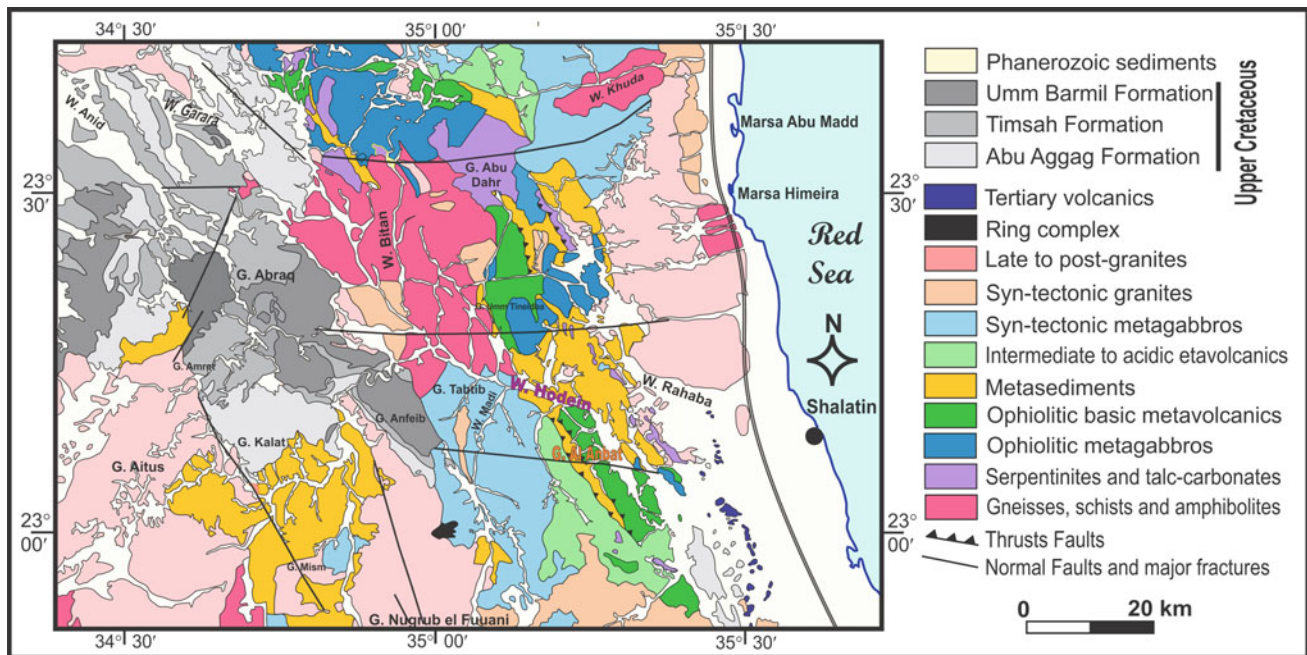 34° 30′
35° 00′
35° 30′
W. Anid
W. Garara
W. Khuda
Marsa Abu Madd
23°
30′
G. Abu
Dahr
23°
30′
Marsa Himeira
W. Bitan
Red
Sea
G. Abraq
N
G. Amret
G. Tabtib
W. Hodein
W. Rahaba
W. Madi
Shalatin
G. Anfeib
G. Kalat
G. Aitus
G. Al Anbat
23°
00′
23°
00′
G. Mism
G. Nugrub el Fuuani
34° 30′
35° 00′
35° 30′
Phanerozoic sediments
Umm Barmil Formation
Timsah Formation
Abu Aggag Formation
Upper Cretaceous
Tertiary volcanics
Ring complex
Late to post-granites
Syn-tectonic granites
Syn-tectonic metagabbros
Intermediate to acidic etavolcanics
Metasediments
Ophiolitic basic metavolcanics
Ophiolitic metagabbros
Serpentinites and talc-carbonates
Gneisses, schists and amphibolites
Thrusts Faults
Normal Faults and major fractures
0 20 km